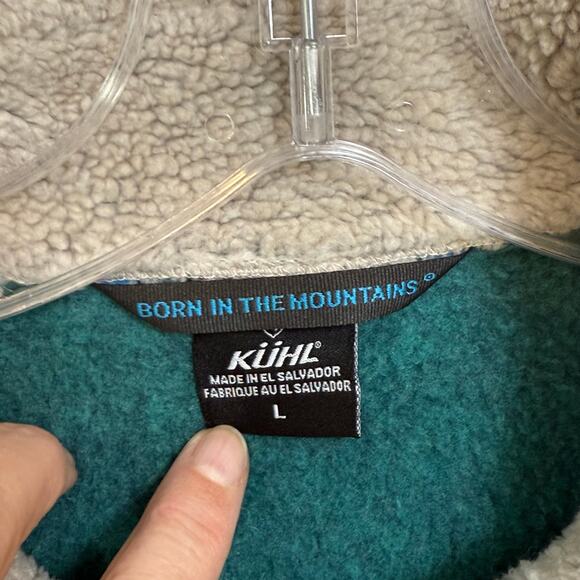 BORN IN THE MOUNTAINS®
KÜHL®
MADE IN EL SALVADOR
FABRIQUE AU EL SALVADOR
L